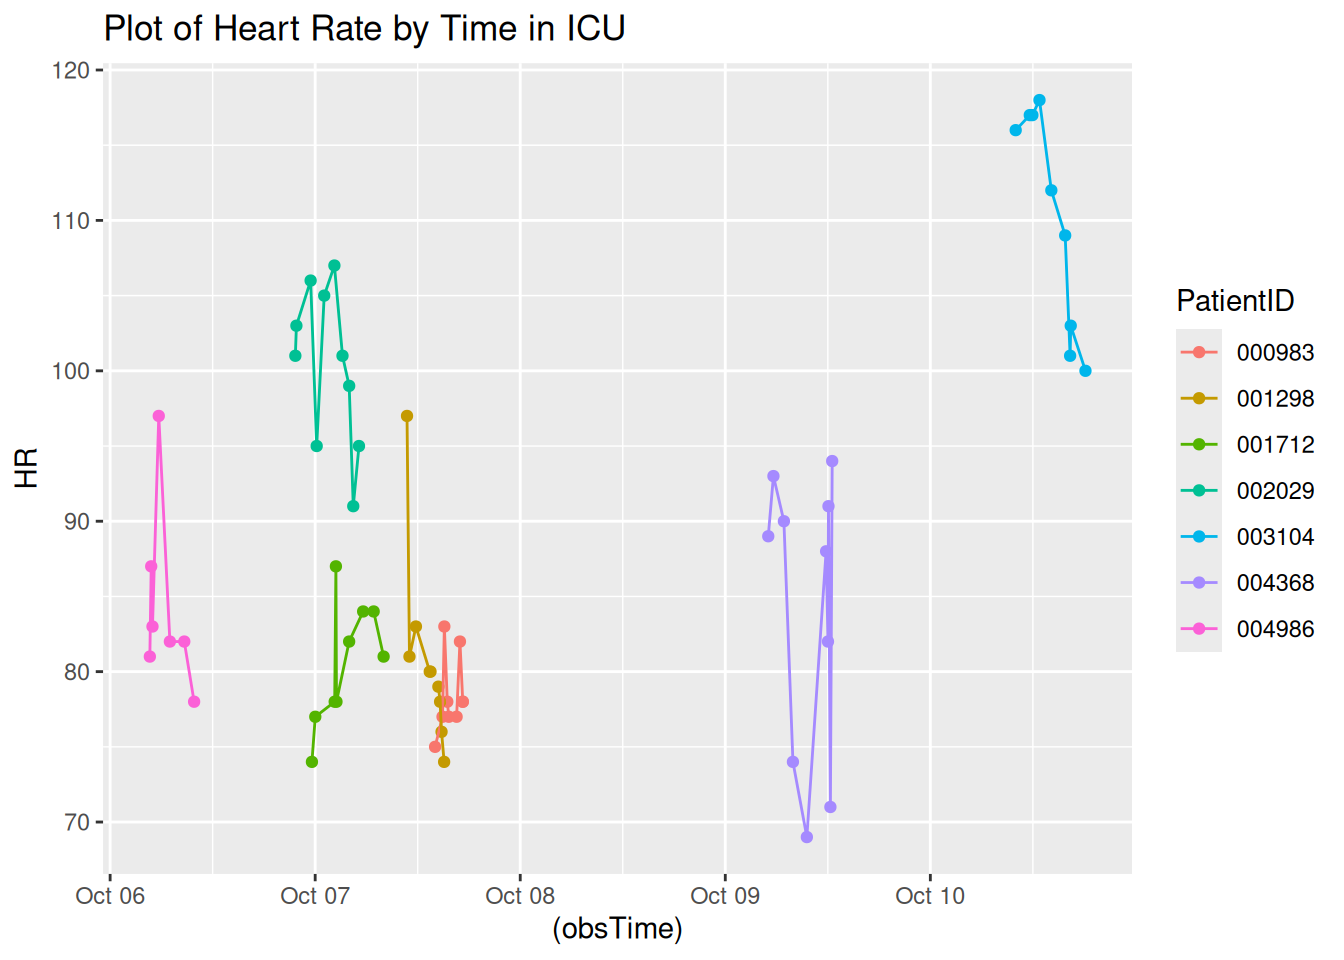 Plot of Heart Rate by Time in ICU
120
110
100
90
80
70
HR
Oct 06
Oct 07
Oct 08
Oct 09
Oct 10
(obsTime)
PatientID
000983
001298
001712
002029
003104
004368
004986